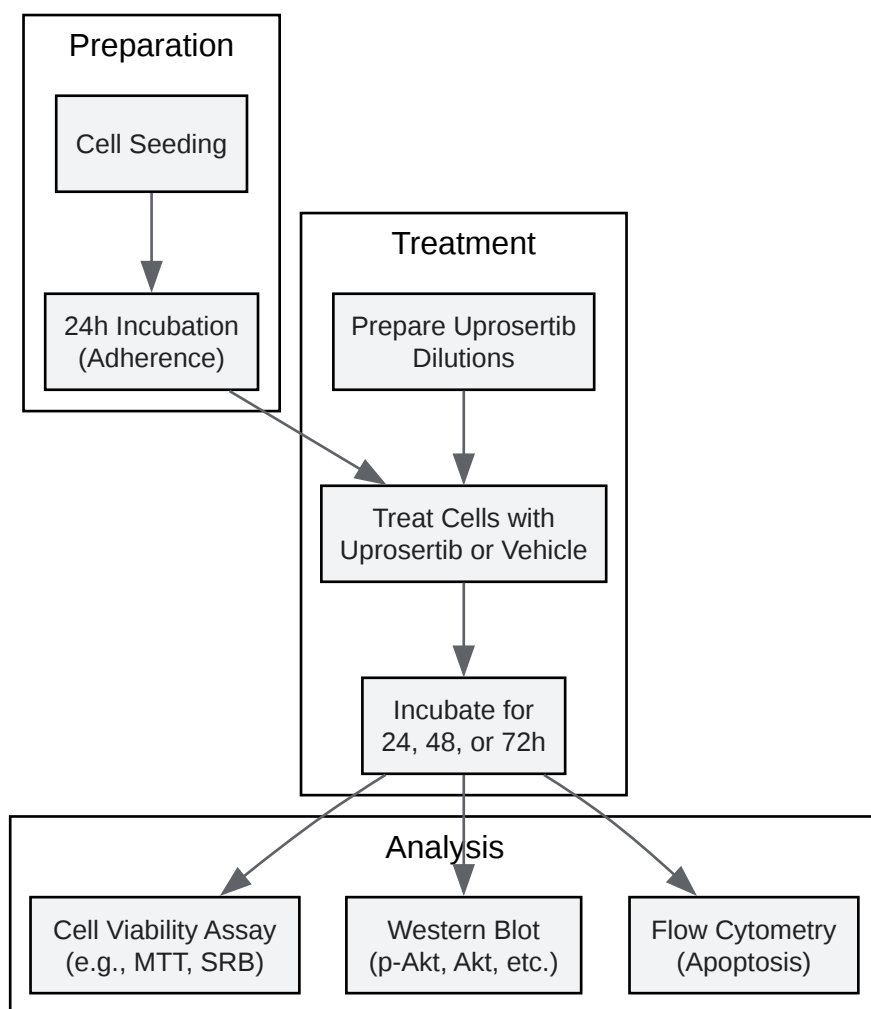 Preparation
Cell Seeding
24h Incubation
(Adherence)
Treatment
Prepare Uprosertib
Dilutions
Treat Cells with
Uprosertib or Vehicle
Incubate for
24, 48, or 72h
Analysis
Cell Viability Assay
(e.g., MTT, SRB)
Western Blot
(p-Akt, Akt, etc.)
Flow Cytometry
(Apoptosis)